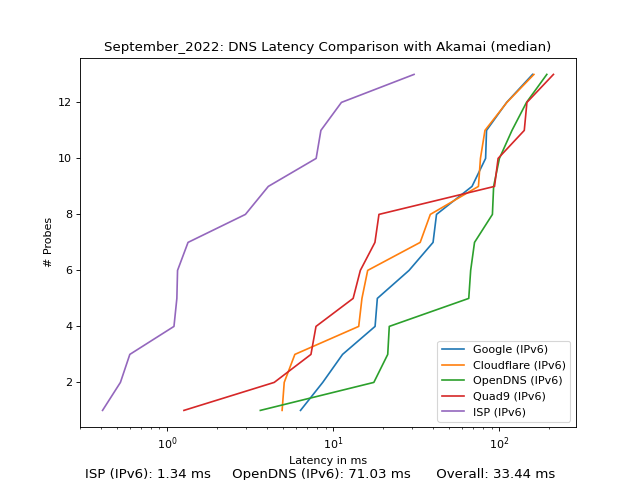 September_2022: DNS Latency Comparison with Akamai (median)
# Probes
12
10
8
6
4
2
Google (IPv6)
Cloudflare (IPv6)
OpenDNS (IPv6)
Quad9 (IPv6)
ISP (IPv6)
10⁰ 10¹ 10²
Latency in ms
ISP (IPv6): 1.34 ms OpenDNS (IPv6): 71.03 ms Overall: 33.44 ms